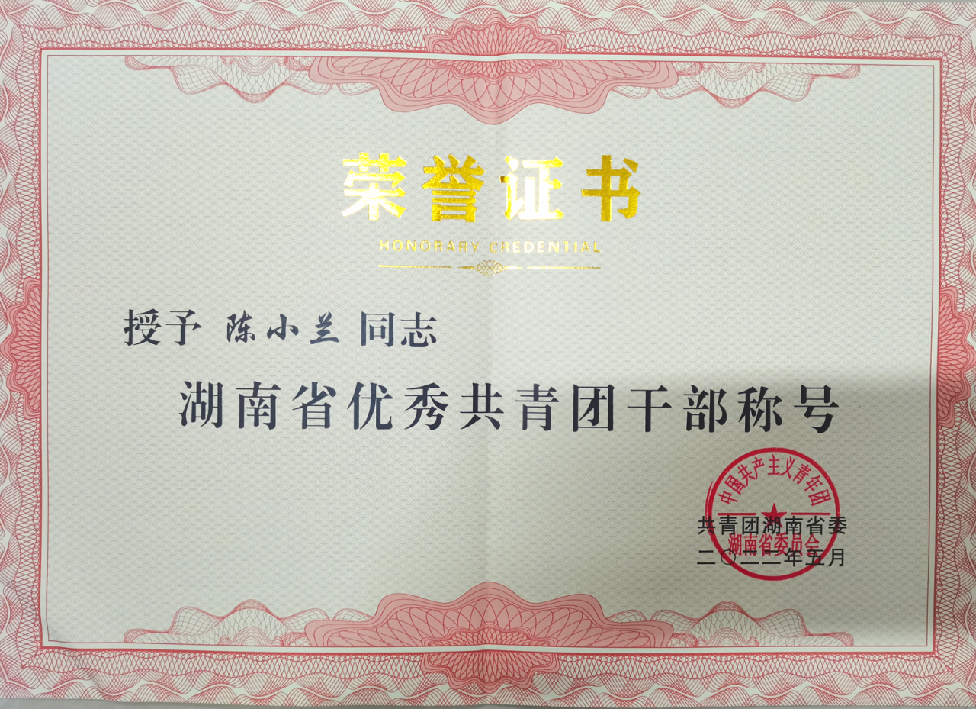 荣誉证书
HONORARY CREDENTIAL
授予 陈小兰 同志
湖南省优秀共青团干部称号
中国共产主义青年团
湖南省委员会
共青团湖南省委
二〇二二年五月